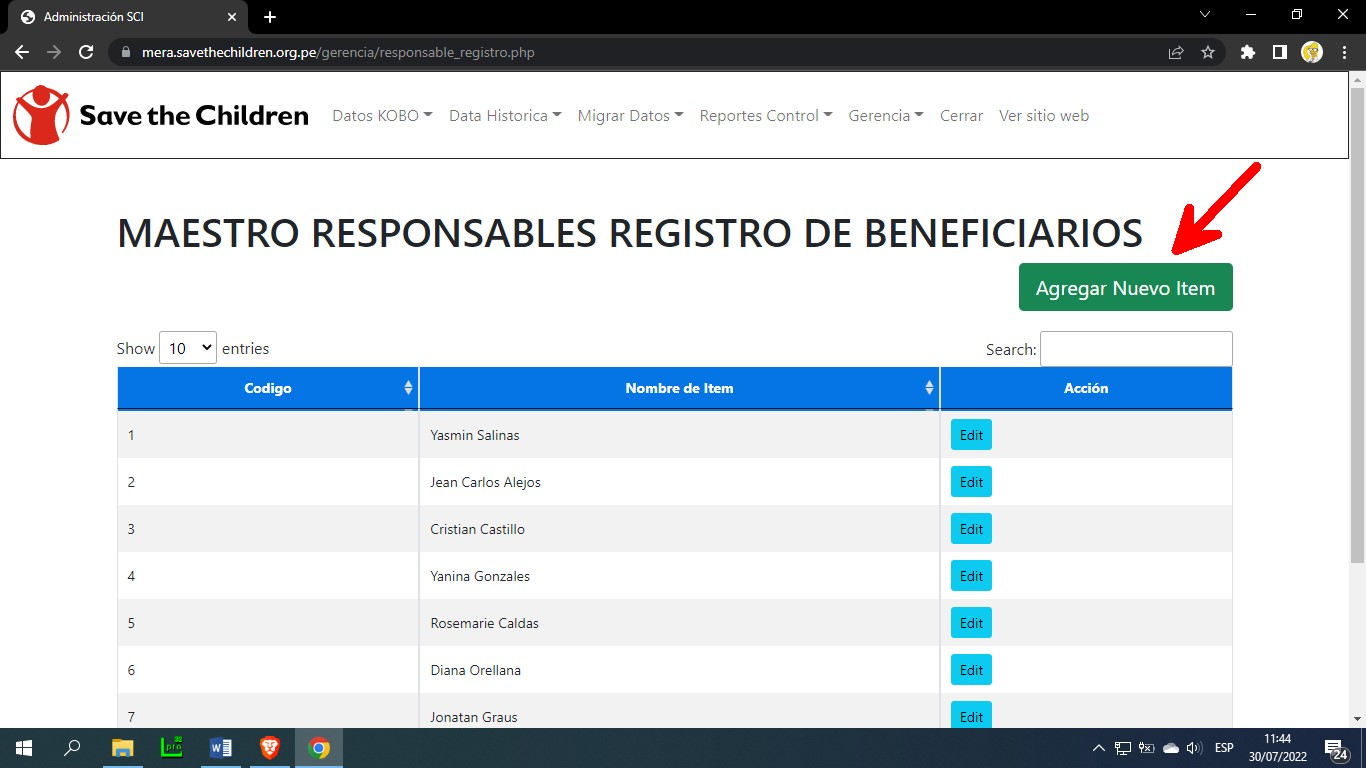 Administración SCI
mera.savethechildren.org.pe/gerencia/responsable_registro.php
Save the Children Datos KOBO Data Historica Migrar Datos Reportes Control Gerencia Cerrar Ver sitio web
MAESTRO RESPONSABLES REGISTRO DE BENEFICIARIOS
Agregar Nuevo Item
Show 10 entries Search:
Codigo Nombre de Item Acción
1 Yasmin Salinas Edit
2 Jean Carlos Alejos Edit
3 Cristian Castillo Edit
4 Yanina Gonzales Edit
5 Rosemarie Caldas Edit
6 Diana Orellana Edit
7 Jonatan Graus Edit
ESP 11:44
30/07/2022 24